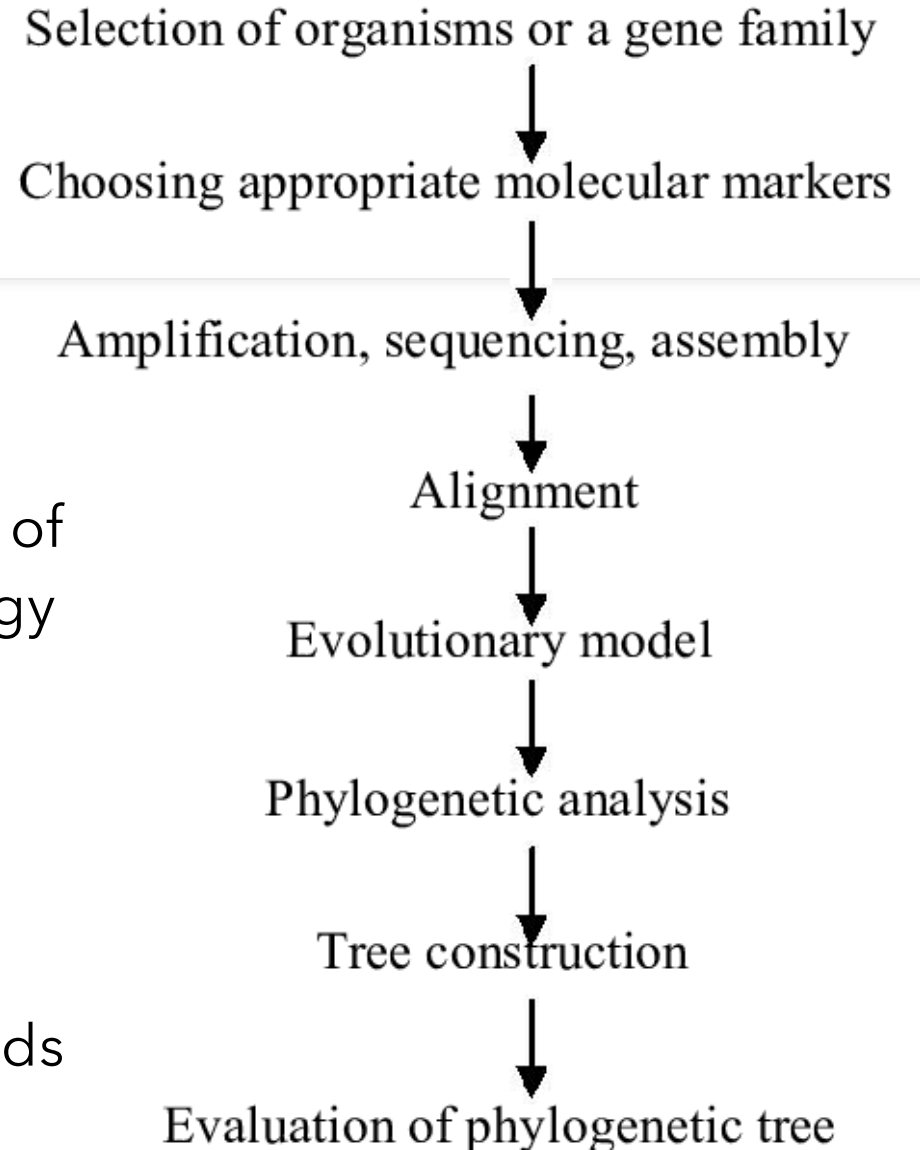 Selection of organisms or a gene family
Choosing appropriate molecular markers
Amplification, sequencing, assembly
Alignment
of
gy
Evolutionary model
Phylogenetic analysis
Tree construction
ds
Evaluation of phylogenetic tree